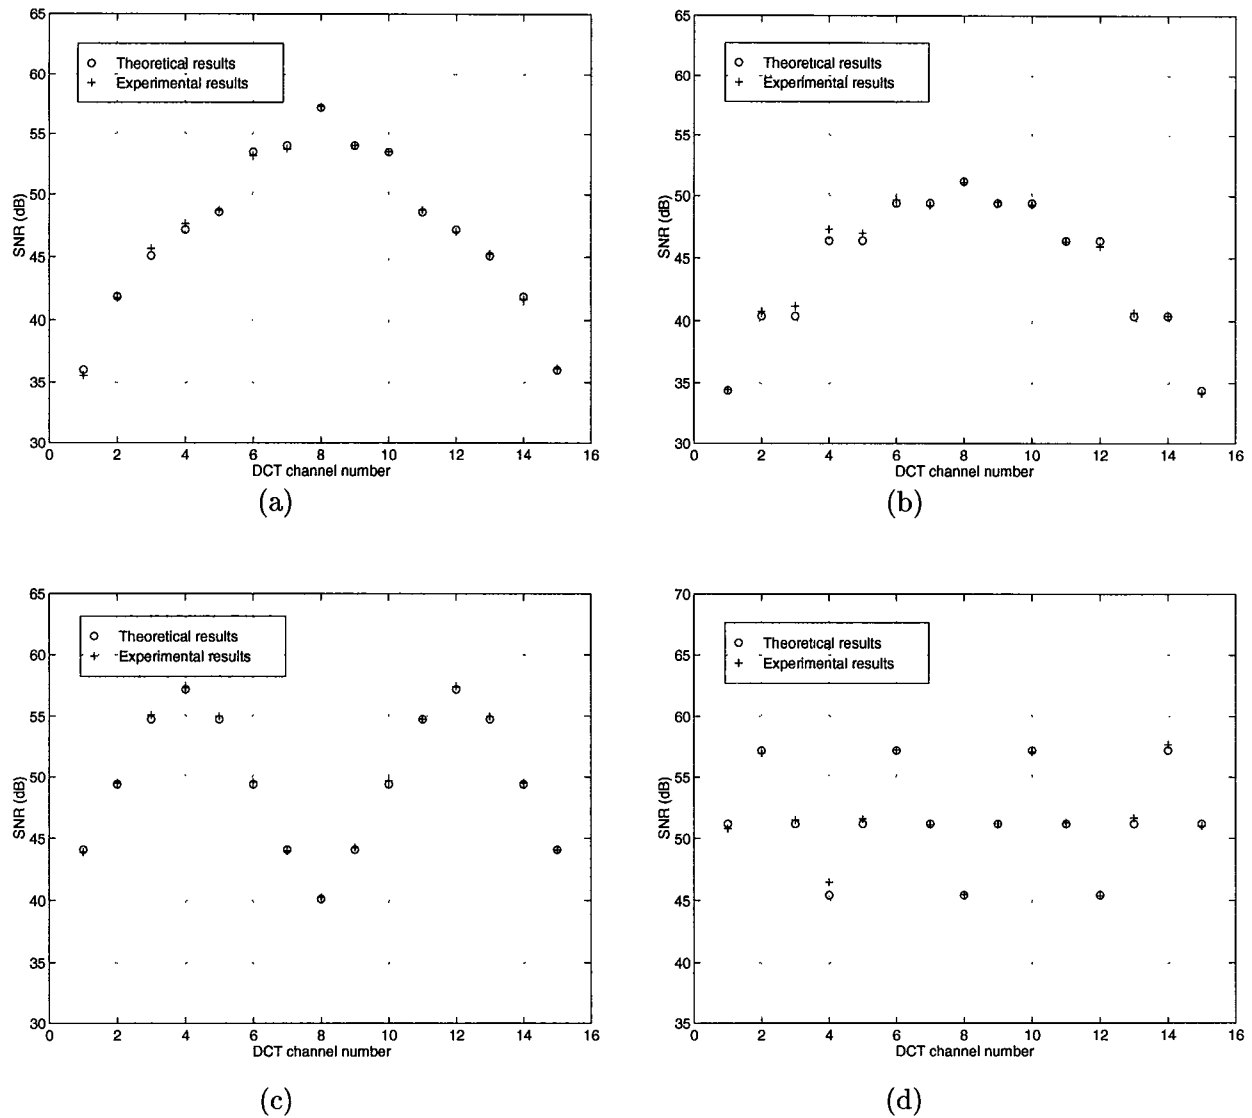 65
60
55
50
45
40
35
30
SNR (dB)
Theoretical results
Experimental results
0 2 4 6 8 10 12 14 16
DCT channel number
(a)
65
60
55
50
45
40
35
30
SNR (dB)
Theoretical results
Experimental results
0 2 4 6 8 10 12 14 16
DCT channel number
(b)
65
60
55
50
45
40
35
30
SNR (dB)
Theoretical results
Experimental results
0 2 4 6 8 10 12 14 16
DCT channel number
(c)
70
65
60
55
50
45
40
35
SNR (dB)
Theoretical results
Experimental results
0 2 4 6 8 10 12 14 16
DCT channel number
(d)